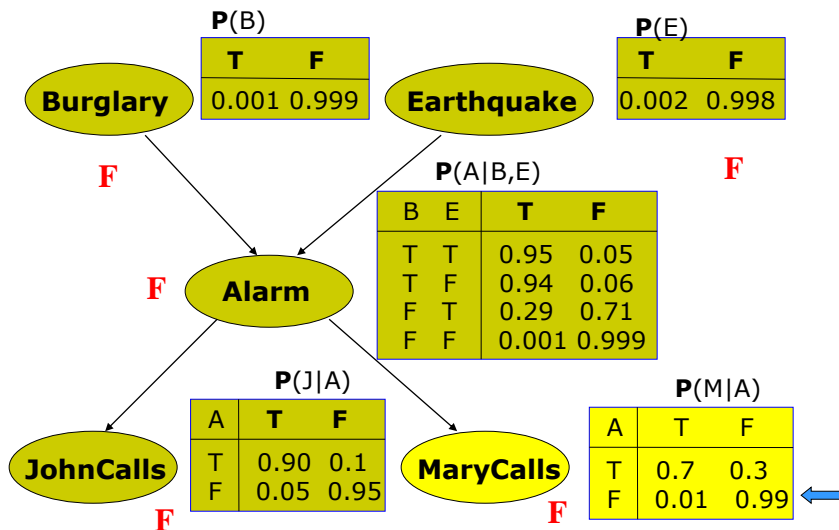 P(B)
P(E)
T F
T F
Burglary
0.001 0.999
Earthquake
0.002 0.998
F
F
P(A|B,E)
B E T F
T T 0.95 0.05
T F 0.94 0.06
F T 0.29 0.71
F F 0.001 0.999
F
Alarm
P(J|A)
P(M|A)
A T F
T 0.90 0.1
F 0.05 0.95
A T F
T 0.7 0.3
F 0.01 0.99
JohnCalls
MaryCalls
F
F